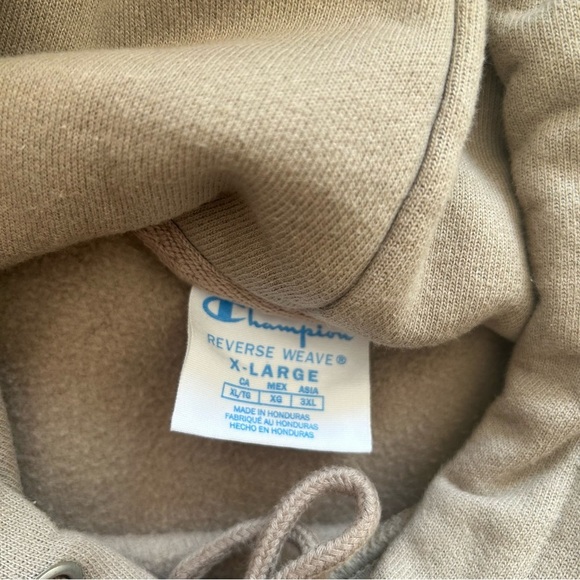 Champion
REVERSE WEAVE®
X-LARGE
CA MEX ASIA
XL/TG XG 3XL
MADE IN HONDURAS
FABRIQUÉ AU HONDURAS
HECHO EN HONDURAS